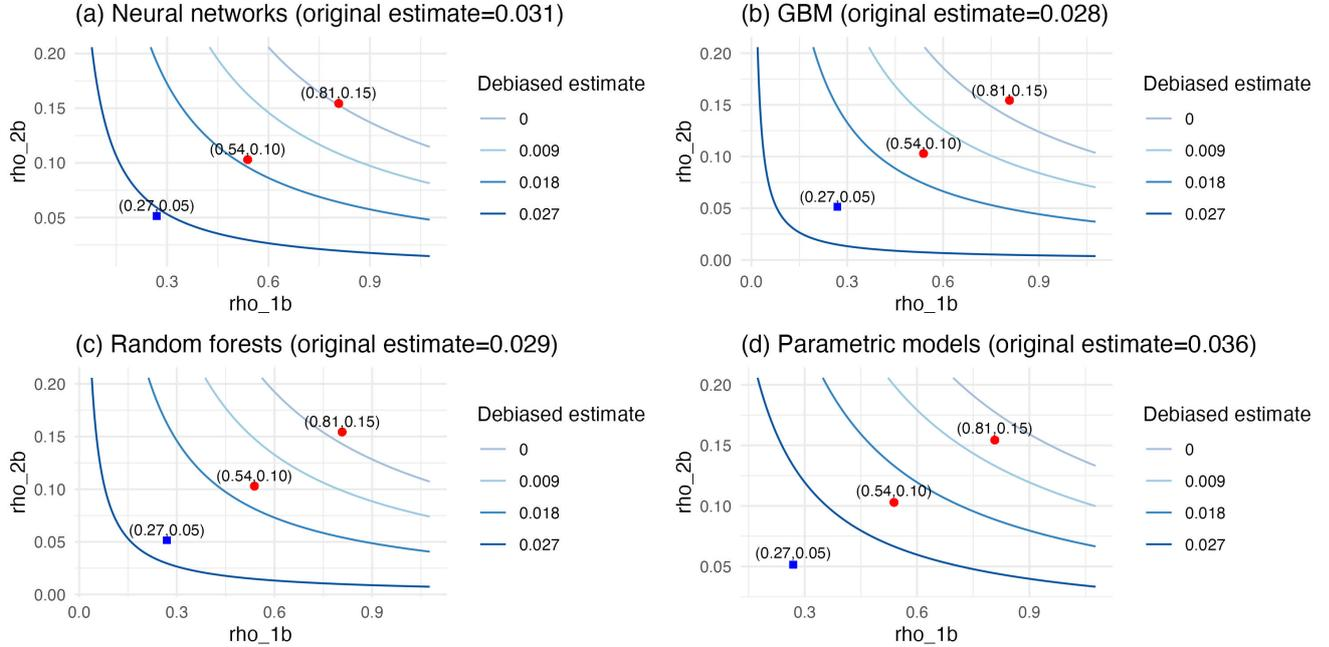 (a) Neural networks (original estimate=0.031)
0.20
0.15
0.10
0.05
rho_2b
(0.81,0.15)
(0.54,0.10)
(0.27,0.05)
0.3 0.6 0.9
rho_1b
Debiased estimate
0
0.009
0.018
0.027
(b) GBM (original estimate=0.028)
0.20
0.15
0.10
0.05
0.00
rho_2b
(0.81,0.15)
(0.54,0.10)
(0.27,0.05)
0.0 0.3 0.6 0.9
rho_1b
Debiased estimate
0
0.009
0.018
0.027
(c) Random forests (original estimate=0.029)
0.20
0.15
0.10
0.05
0.00
rho_2b
(0.81,0.15)
(0.54,0.10)
(0.27,0.05)
0.0 0.3 0.6 0.9
rho_1b
Debiased estimate
0
0.009
0.018
0.027
(d) Parametric models (original estimate=0.036)
0.20
0.15
0.10
0.05
rho_2b
(0.81,0.15)
(0.54,0.10)
(0.27,0.05)
0.3 0.6 0.9
rho_1b
Debiased estimate
0
0.009
0.018
0.027